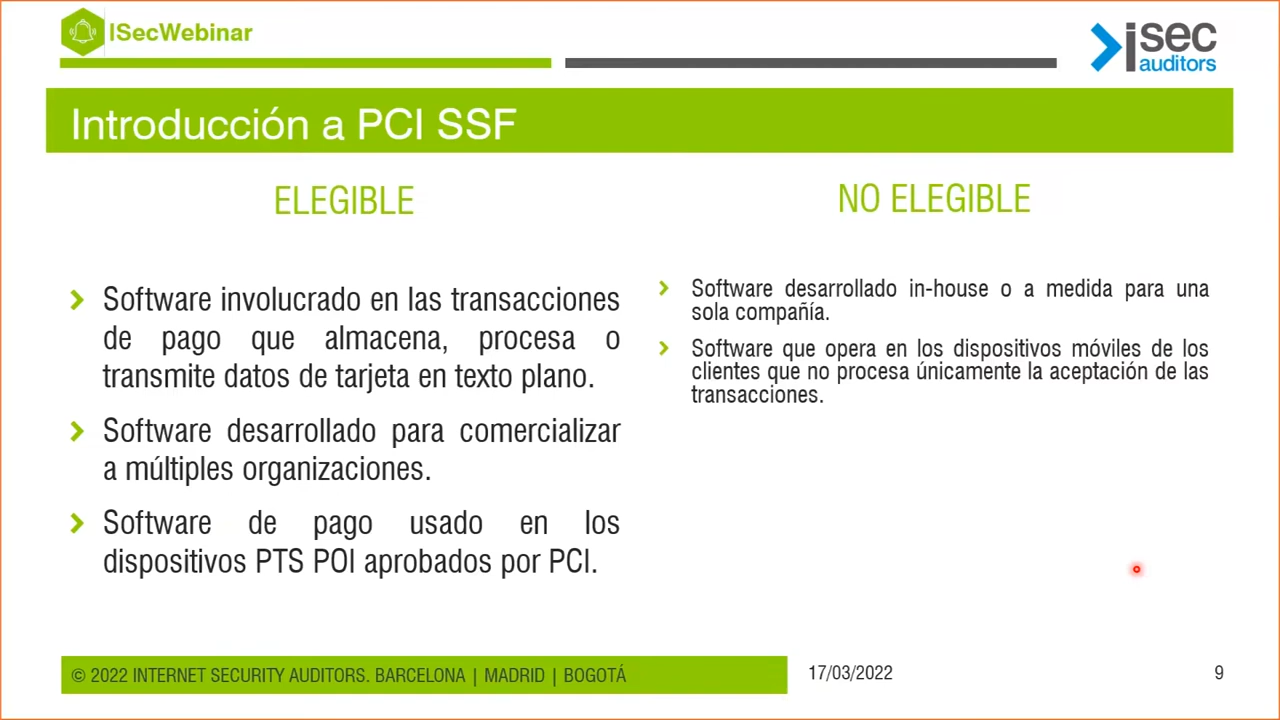 ISecWebinar
isec
auditors
Introducción a PCI SSF
ELEGIBLE
Software involucrado en las transacciones
de pago que almacena, procesa o
transmite datos de tarjeta en texto plano.
Software desarrollado para comercializar
a múltiples organizaciones.
Software de pago usado en los
dispositivos PTS POI aprobados por PCI.
NO ELEGIBLE
Software desarrollado in-house o a medida para una
sola compañía.
Software que opera en los dispositivos móviles de los
clientes que no procesa únicamente la aceptación de las
transacciones.
© 2022 INTERNET SECURITY AUDITORS. BARCELONA | MADRID | BOGOTÁ
17/03/2022
9